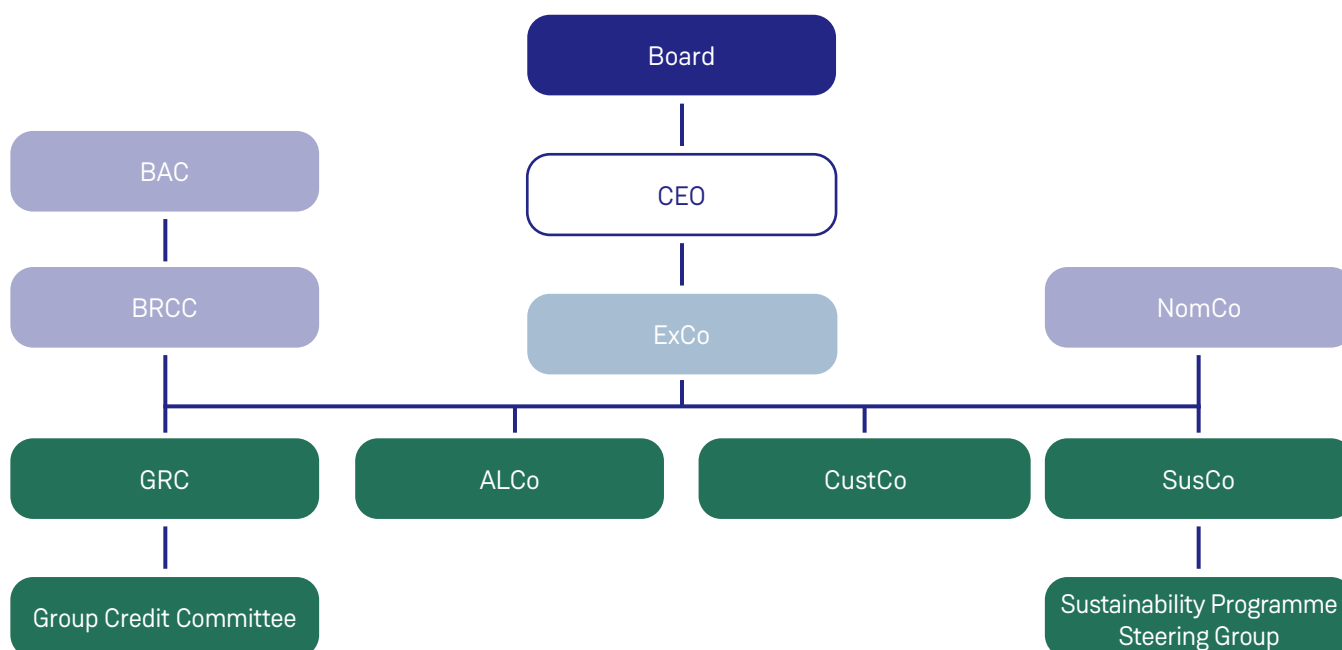 Board
BAC
CEO
BRCC
ExCo
NomCo
GRC
ALCo
CustCo
SusCo
Group Credit Committee
Sustainability Programme
Steering Group